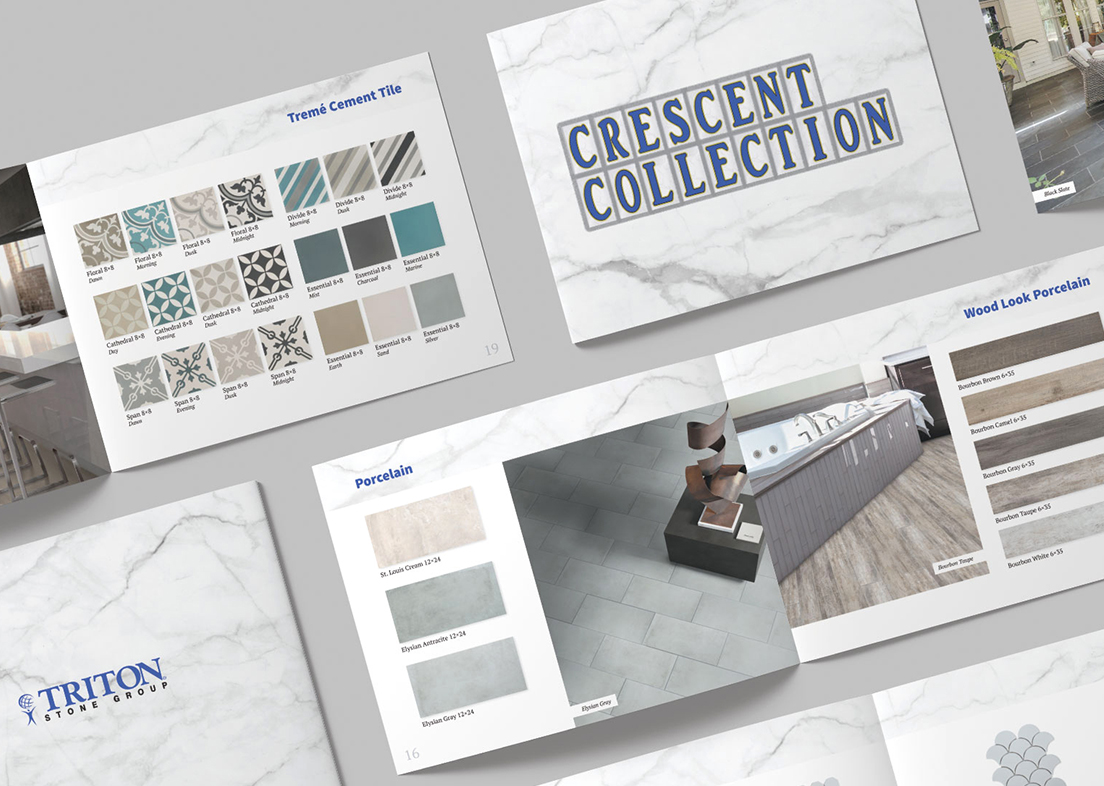 Tremé Cement Tile
Floral 8×8
Dawn
Floral 8×8
Morning
Floral 8×8
Dusk
Floral 8×8
Midnight
Divide 8×8
Morning
Divide 8×8
Dusk
Divide 8×8
Midnight
Cathedral 8×8
Day
Cathedral 8×8
Evening
Cathedral 8×8
Dusk
Cathedral 8×8
Midnight
Essential 8×8
Mist
Essential 8×8
Charcoal
Essential 8×8
Marine
Span 8×8
Dawn
Span 8×8
Evening
Span 8×8
Dusk
Span 8×8
Midnight
Essential 8×8
Earth
Essential 8×8
Sand
Essential 8×8
Silver
19
CRESCENT
COLLECTION
Black Slate
TRITON
STONE GROUP
Porcelain
St. Louis Cream 12×24
Elysian Antracite 12×24
Elysian Gray 12×24
16
Elysian Gray
Wood Look Porcelain
Bourbon Brown 6×35
Bourbon Camel 6×35
Bourbon Gray 6×35
Bourbon Taupe 6×35
Bourbon White 6×35
Bourbon Taupe